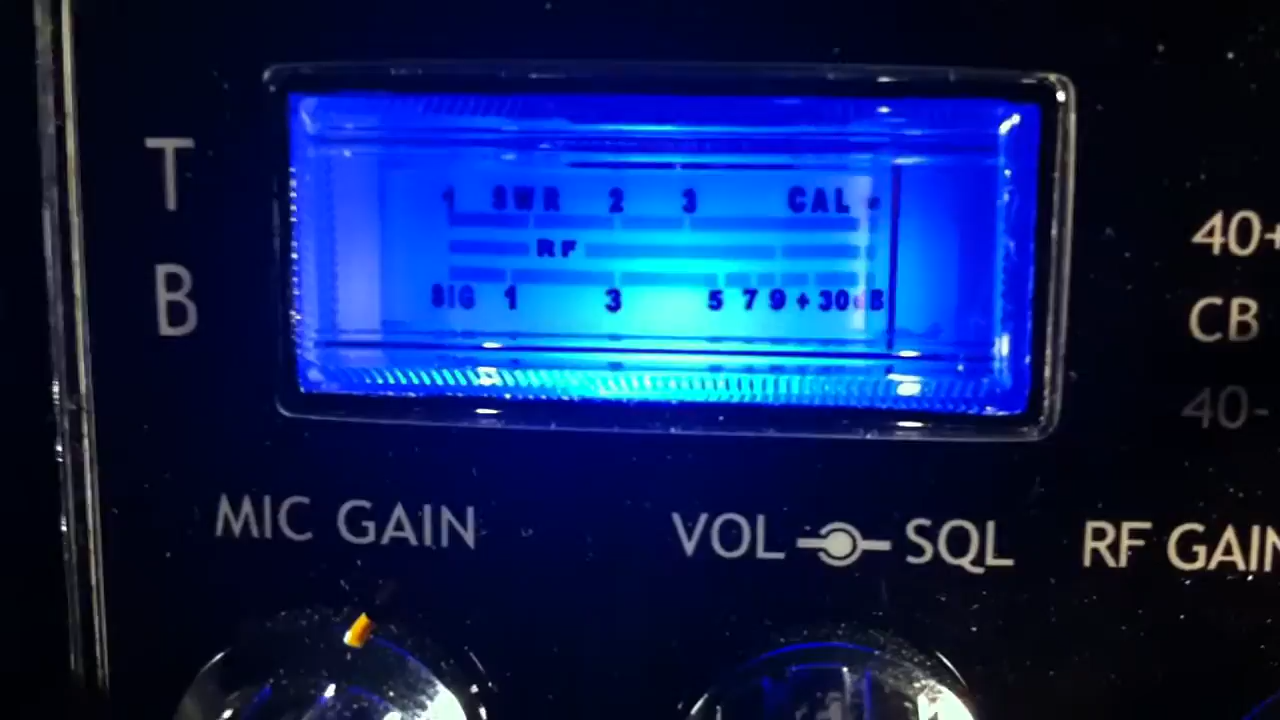 T
B
1 SWR 2 3 CAL
RF
SIG 1 3 5 7 9 + 30dB
40+
CB
40-
MIC GAIN
VOL SQL
RF GAIN